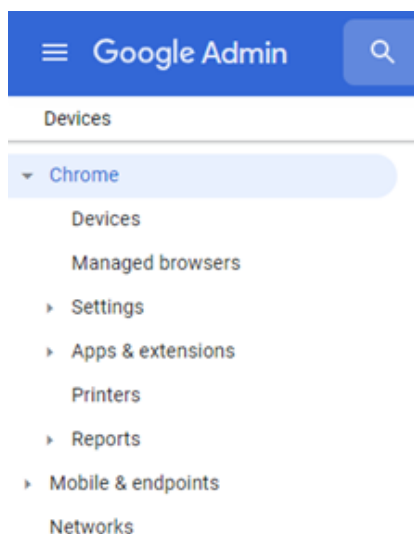 Google Admin
Devices
Chrome
Devices
Managed browsers
Settings
Apps & extensions
Printers
Reports
Mobile & endpoints
Networks